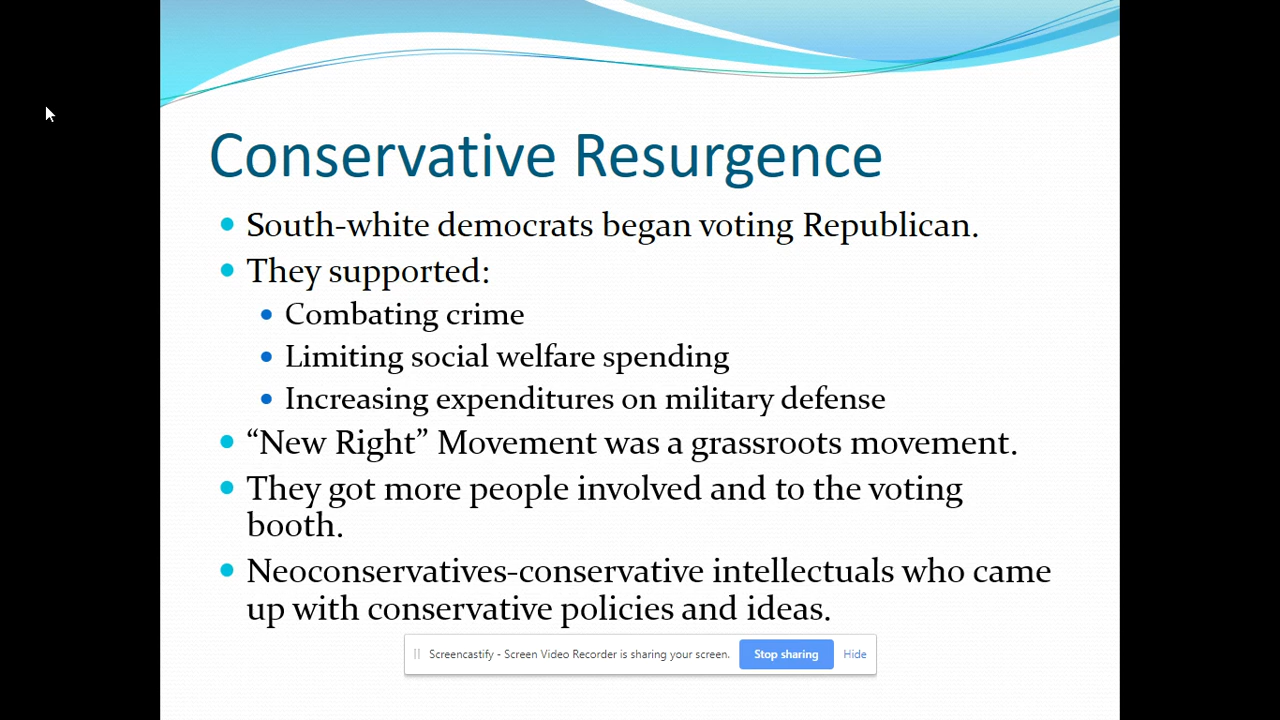 Conservative Resurgence
South-white democrats began voting Republican.
They supported:
Combating crime
Limiting social welfare spending
Increasing expenditures on military defense
“New Right” Movement was a grassroots movement.
They got more people involved and to the voting
booth.
Neoconservatives-conservative intellectuals who came
up with conservative policies and ideas.
Screencastify - Screen Video Recorder is sharing your screen. Stop sharing Hide